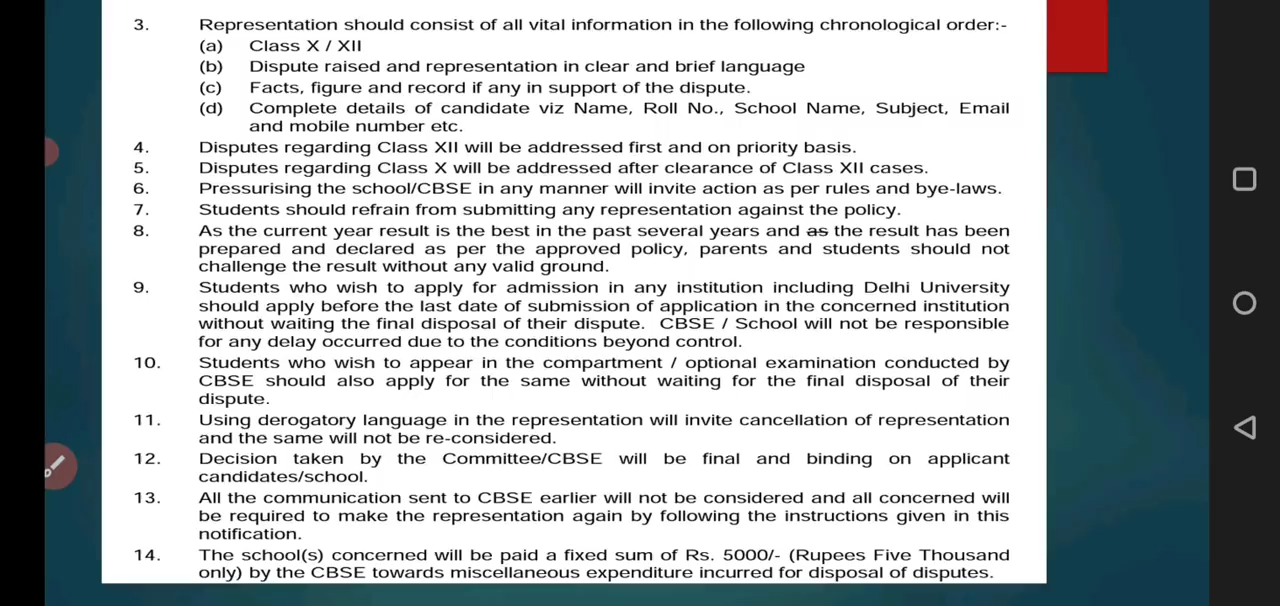 3. Representation should consist of all vital information in the following chronological order:-
(a) Class X / XII
(b) Dispute raised and representation in clear and brief language
(c) Facts, figure and record if any in support of the dispute.
(d) Complete details of candidate viz Name, Roll No., School Name, Subject, Email
and mobile number etc.
4. Disputes regarding Class XII will be addressed first and on priority basis.
5. Disputes regarding Class X will be addressed after clearance of Class XII cases.
6. Pressurising the school/CBSE in any manner will invite action as per rules and bye-laws.
7. Students should refrain from submitting any representation against the policy.
8. As the current year result is the best in the past several years and as the result has been
prepared and declared as per the approved policy, parents and students should not
challenge the result without any valid ground.
9. Students who wish to apply for admission in any institution including Delhi University
should apply before the last date of submission of application in the concerned institution
without waiting the final disposal of their dispute. CBSE / School will not be responsible
for any delay occurred due to the conditions beyond control.
10. Students who wish to appear in the compartment / optional examination conducted by
CBSE should also apply for the same without waiting for the final disposal of their
dispute.
11. Using derogatory language in the representation will invite cancellation of representation
and the same will not be re-considered.
12. Decision taken by the Committee/CBSE will be final and binding on applicant
candidates/school.
13. All the communication sent to CBSE earlier will not be considered and all concerned will
be required to make the representation again by following the instructions given in this
notification.
14. The school(s) concerned will be paid a fixed sum of Rs. 5000/- (Rupees Five Thousand
only) by the CBSE towards miscellaneous expenditure incurred for disposal of disputes.